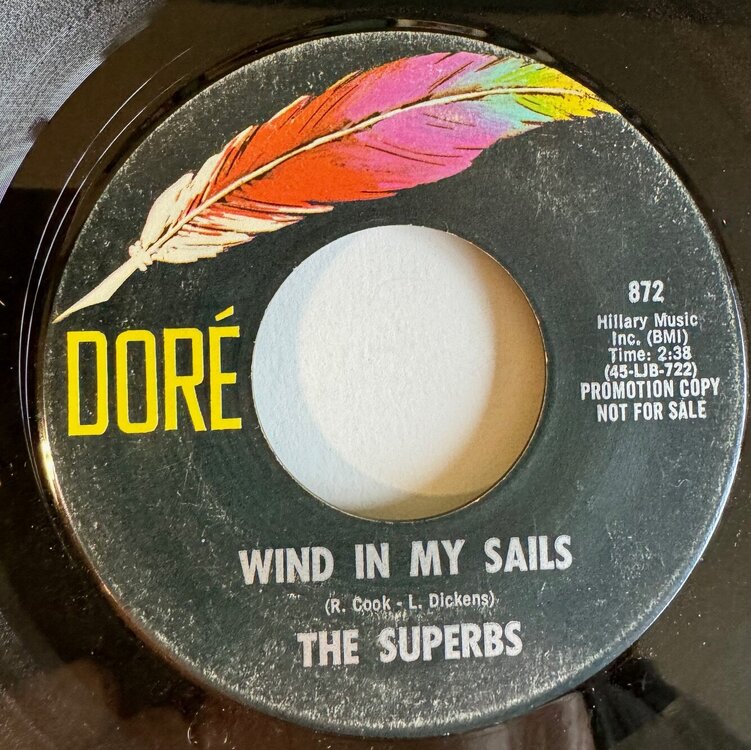 DORÉ
872
Hillary Music
Inc. (BMI)
Time: 2:38
(45-LJB-722)
PROMOTION COPY
NOT FOR SALE
WIND IN MY SAILS
(R. Cook - L. Dickens)
THE SUPERBS